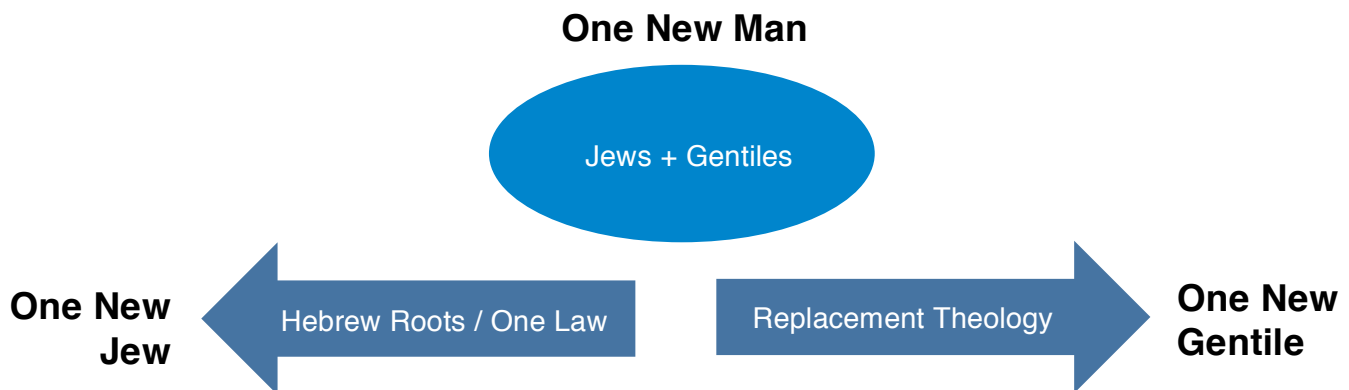 One New Man
Jews + Gentiles
One New
Jew
Hebrew Roots / One Law
Replacement Theology
One New
Gentile